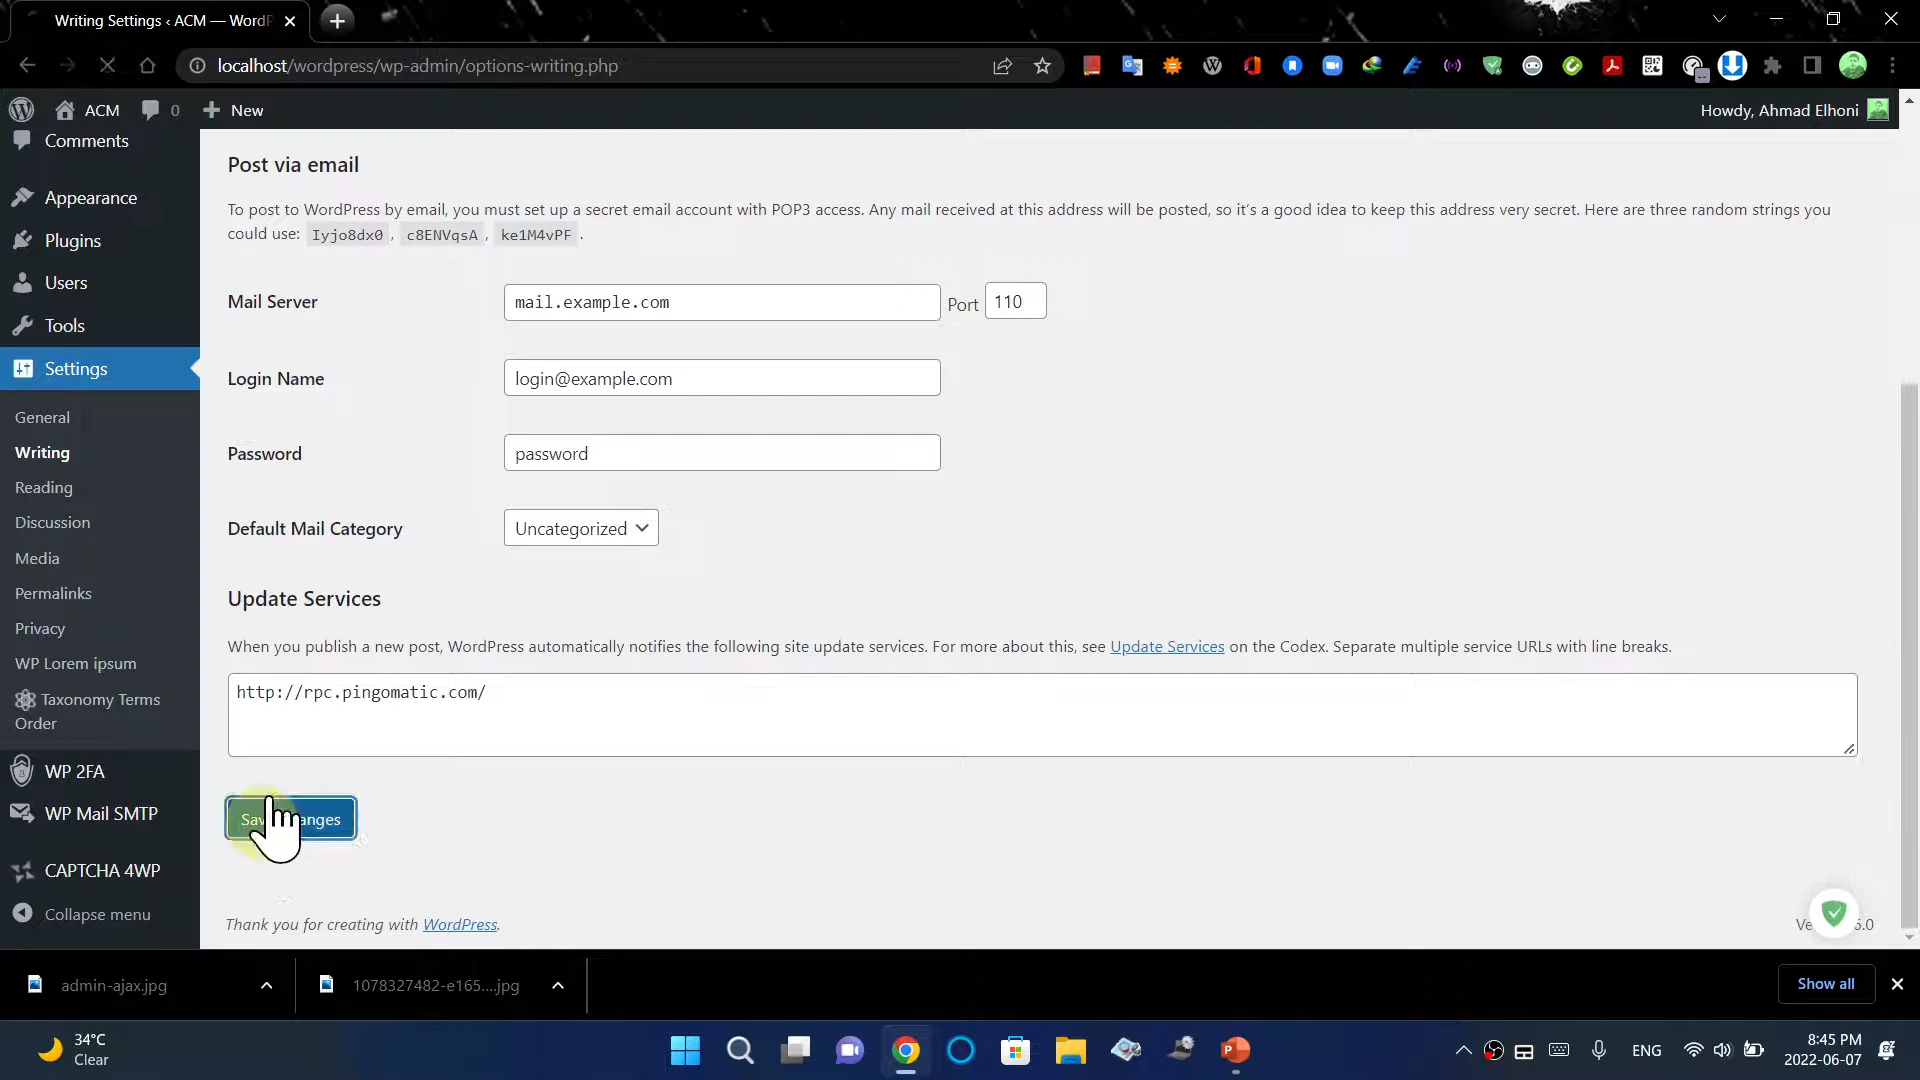 Writing Settings ‹ ACM — WordP
localhost/wordpress/wp-admin/options-writing.php
ACM
0
New
Howdy, Ahmad Elhoni
Comments
Appearance
Plugins
Users
Tools
Settings
General
Writing
Reading
Discussion
Media
Permalinks
Privacy
WP Lorem ipsum
Taxonomy Terms
Order
WP 2FA
WP Mail SMTP
CAPTCHA 4WP
Collapse menu
Post via email
To post to WordPress by email, you must set up a secret email account with POP3 access. Any mail received at this address will be posted, so it's a good idea to keep this address very secret. Here are three random strings you
could use: Iyjo8dx0 , c8ENVqsA , ke1M4vPF .
Mail Server
mail.example.com
Port
110
Login Name
login@example.com
Password
password
Default Mail Category
Uncategorized
Update Services
When you publish a new post, WordPress automatically notifies the following site update services. For more about this, see Update Services on the Codex. Separate multiple service URLs with line breaks.
http://rpc.pingomatic.com/
Sav anges
Thank you for creating with WordPress.
Ve 6.0
admin-ajax.jpg
1078327482-e165....jpg
Show all
34°C
Clear
ENG
8:45 PM
2022-06-07